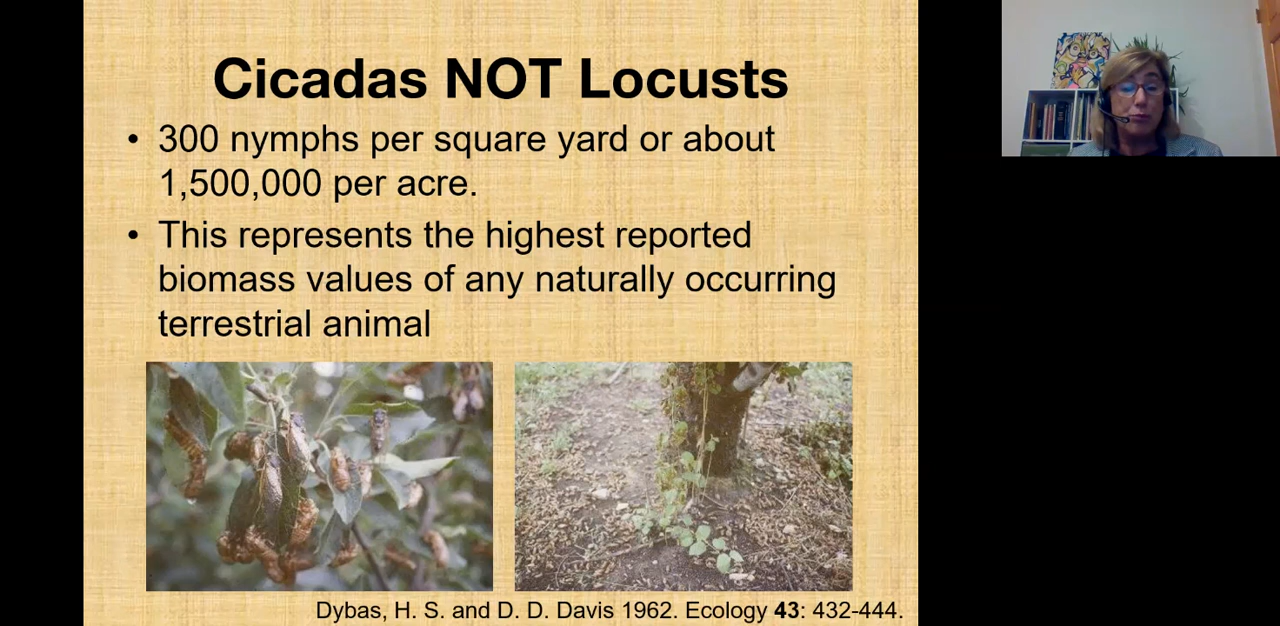 Cicadas NOT Locusts
• 300 nymphs per square yard or about
1,500,000 per acre.
• This represents the highest reported
biomass values of any naturally occurring
terrestrial animal
Dybas, H. S. and D. D. Davis 1962. Ecology 43: 432-444.